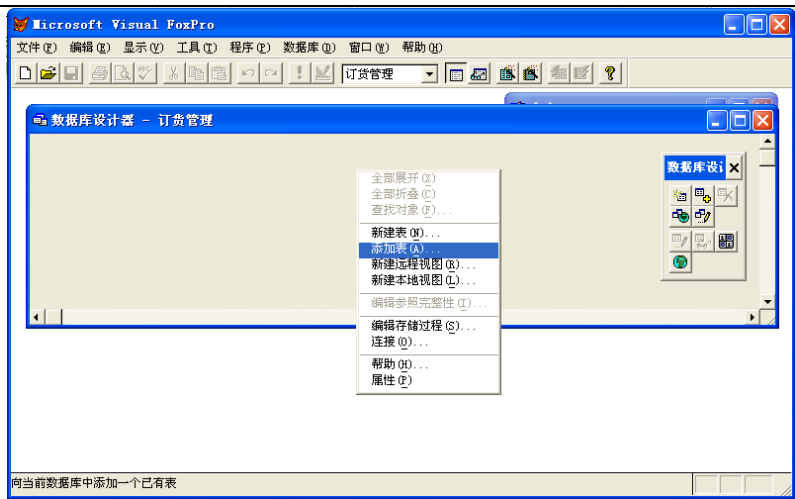 Microsoft Visual FoxPro
文件(F) 编辑(E) 显示(V) 工具(T) 程序(P) 数据库(D) 窗口(W) 帮助(H)
订货管理
数据库设计器 - 订货管理
数据库设计
全部展开(X)
全部折叠(C)
查找对象(F)...
新建表(N)...
添加表(A)...
新建远程视图(R)...
新建本地视图(L)...
编辑参照完整性(I)...
编辑存储过程(S)...
连接(O)...
帮助(H)...
属性(P)
向当前数据库中添加一个已有表